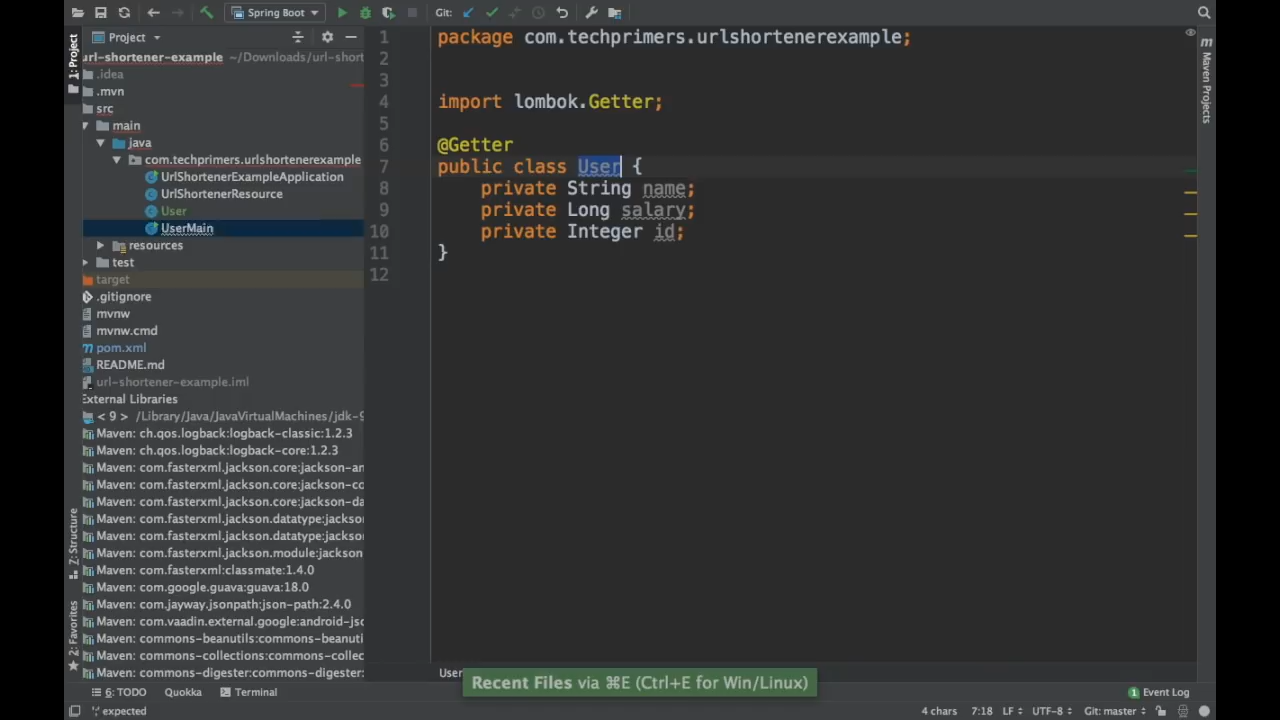 Spring Boot
Git:
1: Project
Project
url-shortener-example ~/Downloads/url-short
.idea
.mvn
src
main
java
com.techprimers.urlshortenerexample
UrlShortenerExampleApplication
UrlShortenerResource
User
UserMain
resources
test
target
.gitignore
mvnw
mvnw.cmd
pom.xml
README.md
url-shortener-example.iml
External Libraries
< 9 > /Library/Java/JavaVirtualMachines/jdk-9
Maven: ch.qos.logback:logback-classic:1.2.3
Maven: ch.qos.logback:logback-core:1.2.3
Maven: com.fasterxml.jackson.core:jackson-an
Maven: com.fasterxml.jackson.core:jackson-co
Maven: com.fasterxml.jackson.core:jackson-da
Maven: com.fasterxml.jackson.datatype:jackso
Maven: com.fasterxml.jackson.datatype:jackso
Maven: com.fasterxml.jackson.module:jackson
Maven: com.fasterxml:classmate:1.4.0
Maven: com.google.guava:guava:18.0
Maven: com.jayway.jsonpath:json-path:2.4.0
Maven: com.vaadin.external.google:android-jso
Maven: commons-beanutils:commons-beanuti
Maven: commons-collections:commons-collec
Maven: commons-digester:commons-digester:
Z: Structure
2: Favorites
1 package com.techprimers.urlshortenerexample;
2
3
4 import lombok.Getter;
5
6 @Getter
7 public class User {
8 private String name;
9 private Long salary;
10 private Integer id;
11 }
12
m Maven Projects
User
Recent Files via ⌘E (Ctrl+E for Win/Linux)
6: TODO
Quokka
Terminal
1 Event Log
expected
4 chars 7:18 LF UTF-8 Git: master